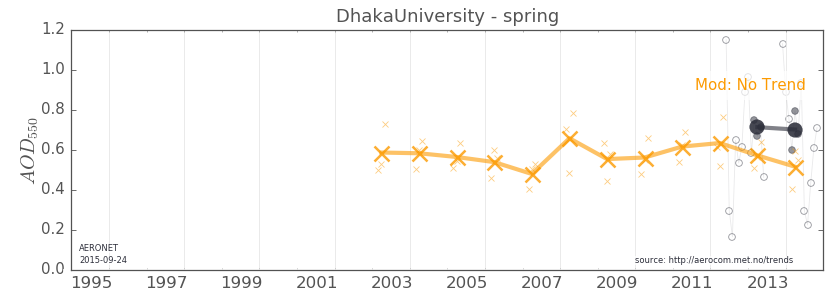 DhakaUniversity - spring
1.2
1.0
0.8
0.6
0.4
0.2
0.0
AOD550
Mod: No Trend
AERONET
2015-09-24
source: http://aerocom.met.no/trends
1995 1997 1999 2001 2003 2005 2007 2009 2011 2013